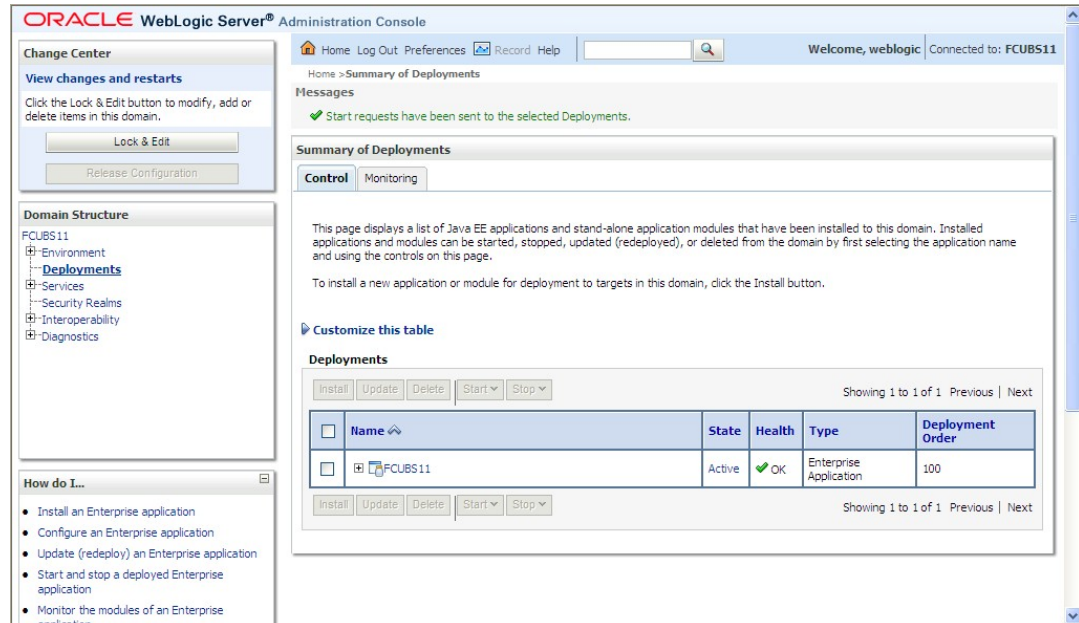 ORACLE WebLogic Server® Administration Console
Change Center
View changes and restarts
Click the Lock & Edit button to modify, add or
delete items in this domain.
Lock & Edit
Release Configuration
Domain Structure
FCUBS11
Environment
Deployments
Services
Security Realms
Interoperability
Diagnostics
How do I...
Install an Enterprise application
Configure an Enterprise application
Update (redeploy) an Enterprise application
Start and stop a deployed Enterprise
application
Monitor the modules of an Enterprise
Home Log Out Preferences Record Help
Welcome, weblogic Connected to: FCUBS11
Home >Summary of Deployments
Messages
Start requests have been sent to the selected Deployments.
Summary of Deployments
Control Monitoring
This page displays a list of Java EE applications and stand-alone application modules that have been installed to this domain. Installed
applications and modules can be started, stopped, updated (redeployed), or deleted from the domain by first selecting the application name
and using the controls on this page.
To install a new application or module for deployment to targets in this domain, click the Install button.
Customize this table
Deployments
Install Update Delete Start Stop Showing 1 to 1 of 1 Previous | Next
Name State Health Type Deployment
Order
FCUBS11 Active OK Enterprise
Application 100
Install Update Delete Start Stop Showing 1 to 1 of 1 Previous | Next